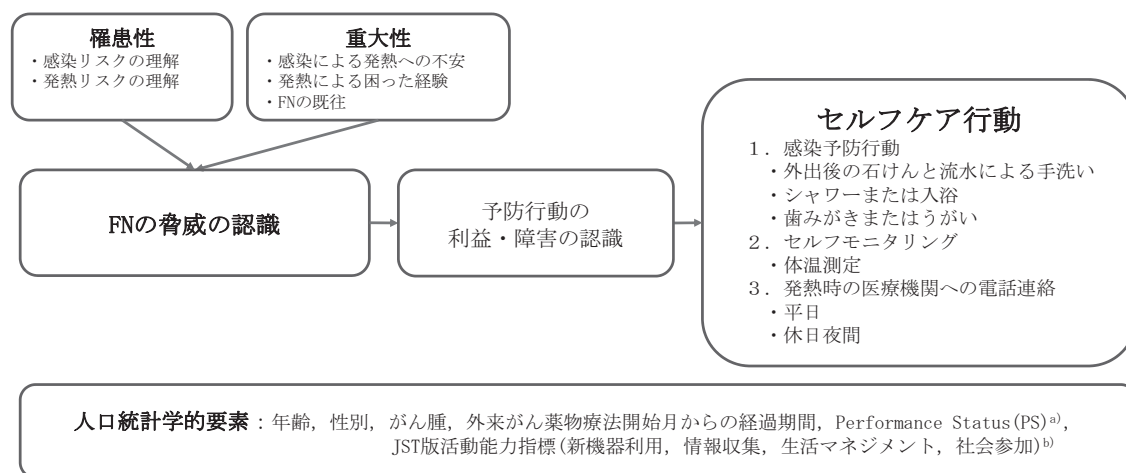 罹患性
・感染リスクの理解
・発熱リスクの理解
重大性
・感染による発熱への不安
・発熱による困った経験
・FNの既往
FNの脅威の認識
予防行動の
利益・障害の認識
セルフケア行動
1．感染予防行動
・外出後の石けんと流水による手洗い
・シャワーまたは入浴
・歯みがきまたはうがい
2．セルフモニタリング
・体温測定
3．発熱時の医療機関への電話連絡
・平日
・休日夜間
人口統計学的要素：年齢，性別，がん腫，外来がん薬物療法開始月からの経過期間，Performance Status(PS)a)，
JST版活動能力指標(新機器利用，情報収集，生活マネジメント，社会参加)b)